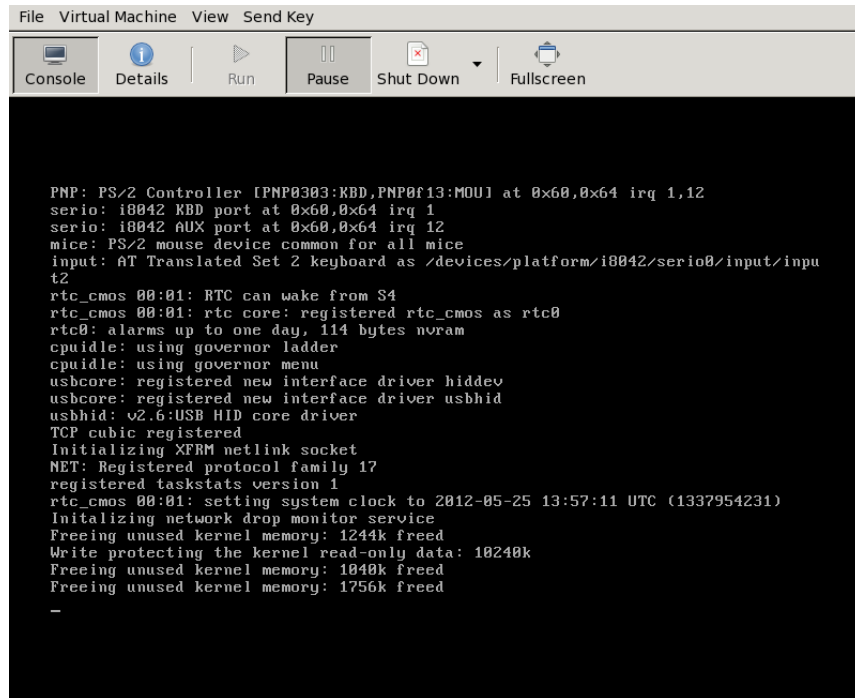 File Virtual Machine View Send Key
Console Details Run Pause Shut Down Fullscreen
PNP: PS/2 Controller [PNP0303:KBD,PNP0f13:MOU] at 0x60,0x64 irq 1,12
serio: i8042 KBD port at 0x60,0x64 irq 1
serio: i8042 AUX port at 0x60,0x64 irq 12
mice: PS/2 mouse device common for all mice
input: AT Translated Set 2 keyboard as /devices/platform/i8042/serio0/input/inpu
t2
rtc_cmos 00:01: RTC can wake from S4
rtc_cmos 00:01: rtc core: registered rtc_cmos as rtc0
rtc0: alarms up to one day, 114 bytes nvram
cpuidle: using governor ladder
cpuidle: using governor menu
usbcore: registered new interface driver hiddev
usbcore: registered new interface driver usbhid
usbhid: v2.6:USB HID core driver
TCP cubic registered
Initializing XFRM netlink socket
NET: Registered protocol family 17
registered taskstats version 1
rtc_cmos 00:01: setting system clock to 2012-05-25 13:57:11 UTC (1337954231)
Initalizing network drop monitor service
Freeing unused kernel memory: 1244k freed
Write protecting the kernel read-only data: 10240k
Freeing unused kernel memory: 1040k freed
Freeing unused kernel memory: 1756k freed
_